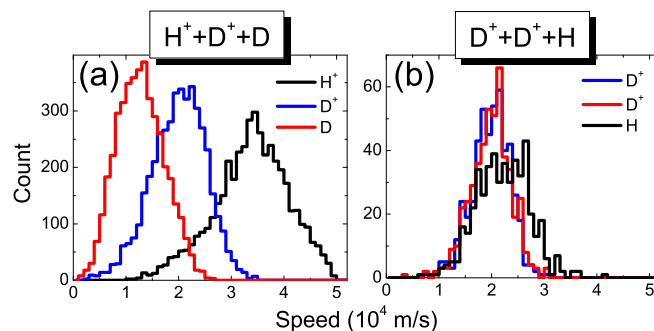 H⁺+D⁺+D
D⁺+D⁺+H
(a)
H⁺
D⁺
D
(b)
D⁺
D⁺
H
Count
300
200
100
0
60
40
20
0
0 1 2 3 4 5
0 1 2 3 4 5
Speed (10⁴ m/s)